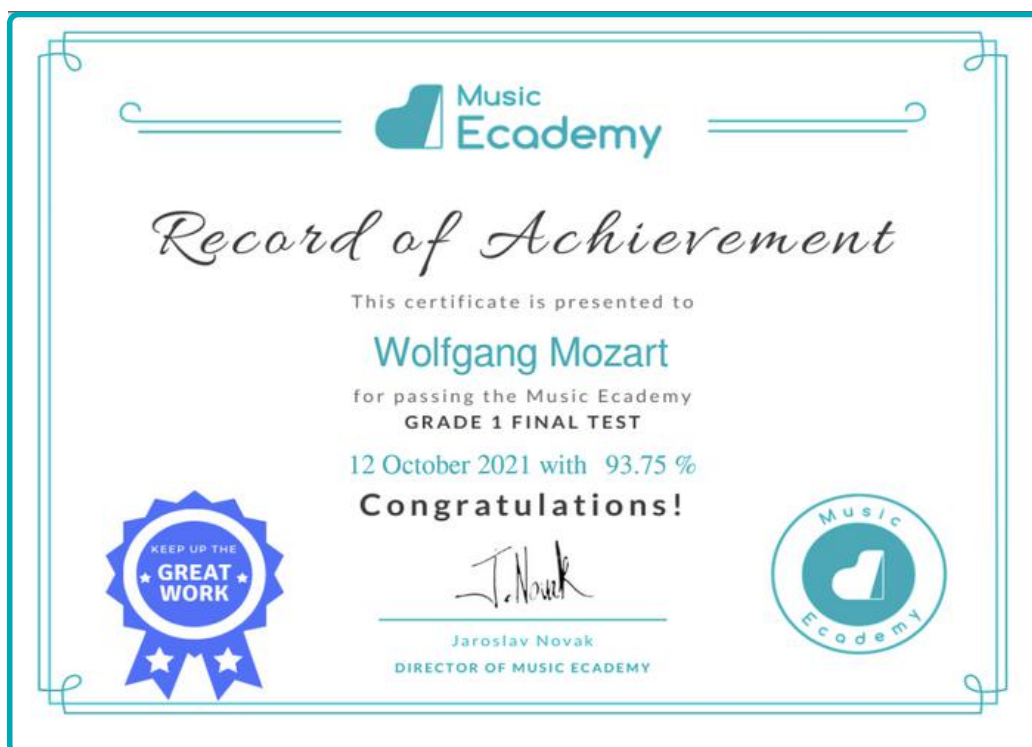 Music
Ecademy
Record of Achievement
This certificate is presented to
Wolfgang Mozart
for passing the Music Ecademy
GRADE 1 FINAL TEST
12 October 2021 with 93.75 %
Congratulations!
KEEP UP THE
GREAT
WORK
J. Novak
Jaroslav Novak
DIRECTOR OF MUSIC ECADEMY
Music
Ecademy